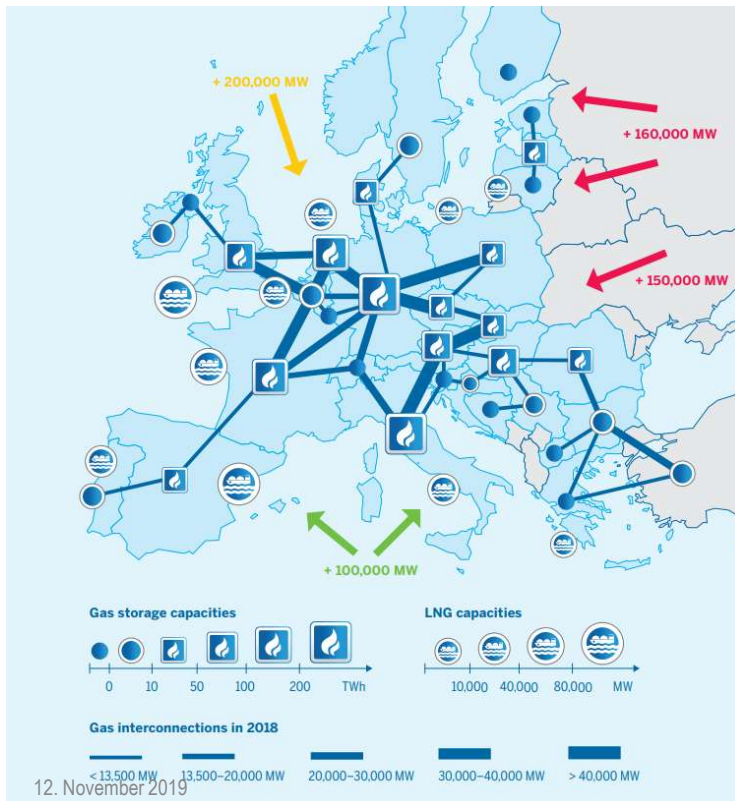 + 200,000 MW
+ 160,000 MW
+ 150,000 MW
+ 100,000 MW
Gas storage capacities
LNG capacities
0 10 50 100 200 TWh
10,000 40,000 80,000 MW
Gas interconnections in 2018
< 13,500 MW 13,500–20,000 MW 20,000–30,000 MW 30,000–40,000 MW > 40,000 MW
12. November 2019